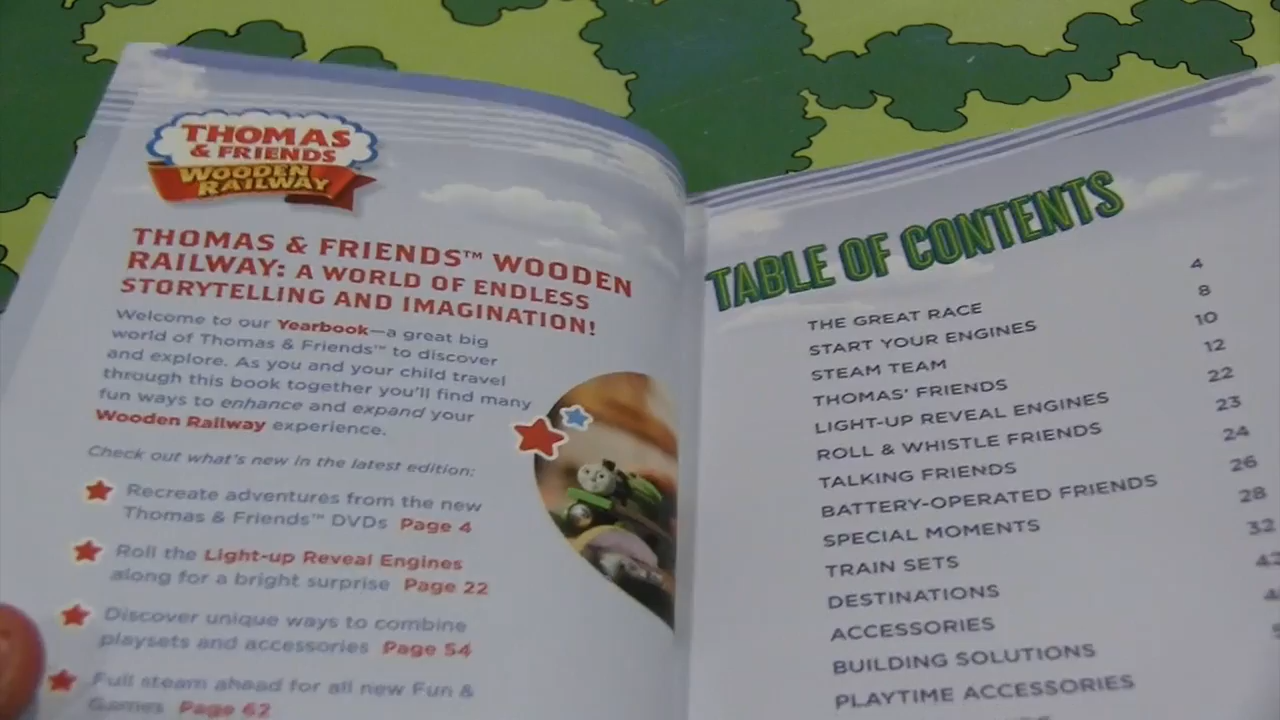 THOMAS
& FRIENDS
WOODEN
RAILWAY
THOMAS & FRIENDS™ WOODEN
RAILWAY: A WORLD OF ENDLESS
STORYTELLING AND IMAGINATION!
Welcome to our Yearbook—a great big
world of Thomas & Friends™ to discover
and explore. As you and your child travel
through this book together you'll find many
fun ways to enhance and expand your
Wooden Railway experience.
Check out what's new in the latest edition:
Recreate adventures from the new
Thomas & Friends™ DVDs Page 4
Roll the Light-up Reveal Engines
along for a bright surprise Page 22
Discover unique ways to combine
playsets and accessories Page 54
Full steam ahead for all new Fun &
Games Page 62
TABLE OF CONTENTS
THE GREAT RACE 4
START YOUR ENGINES 8
STEAM TEAM 10
THOMAS' FRIENDS 12
LIGHT-UP REVEAL ENGINES 22
ROLL & WHISTLE FRIENDS 23
TALKING FRIENDS 24
BATTERY-OPERATED FRIENDS 26
SPECIAL MOMENTS 28
TRAIN SETS 32
DESTINATIONS
ACCESSORIES
BUILDING SOLUTIONS
PLAYTIME ACCESSORIES